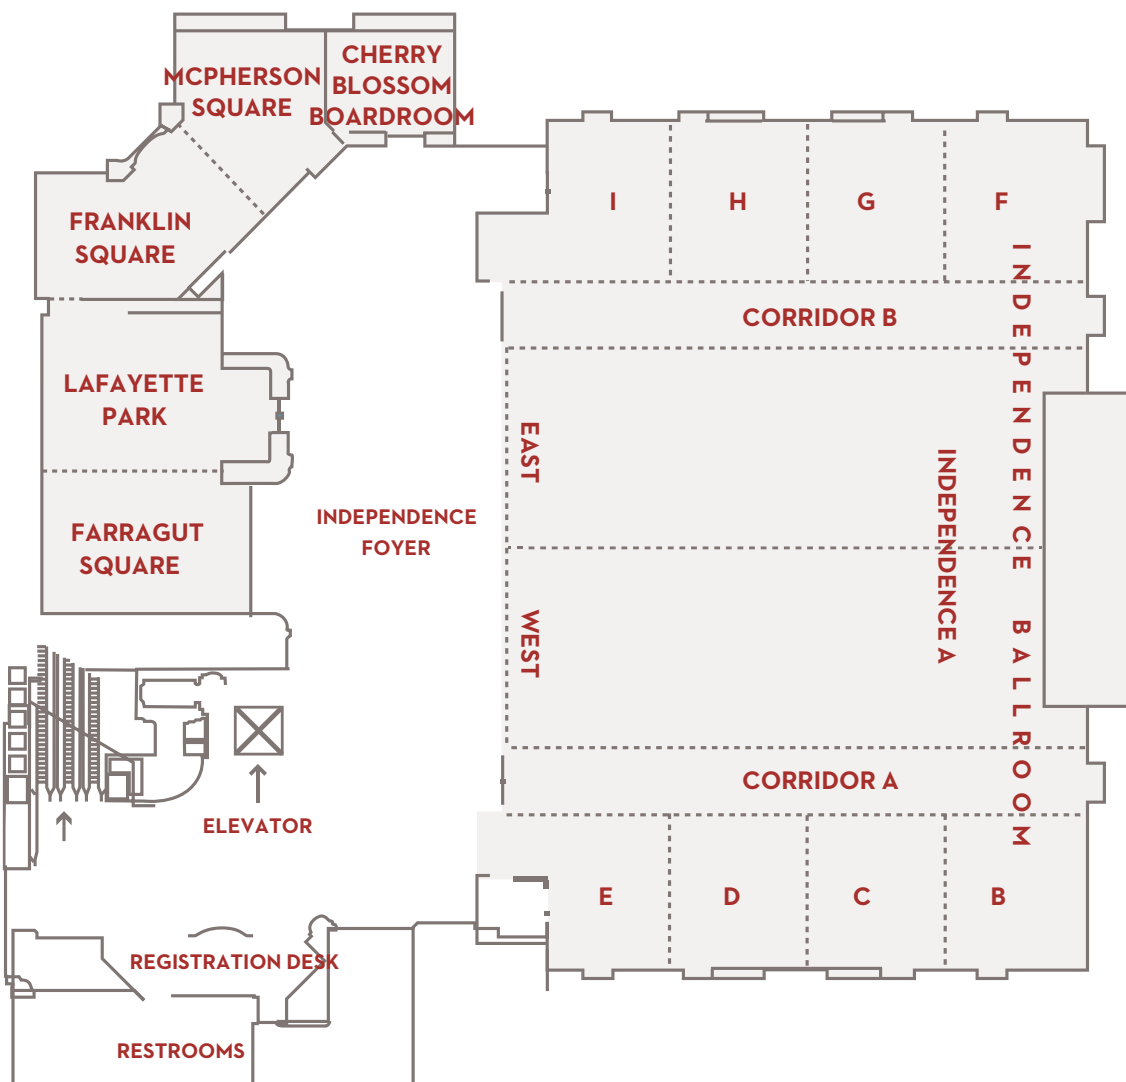 CHERRY
BLOSSOM
BOARDROOM
MCPHERSON
SQUARE
I
H
G
F
FRANKLIN
SQUARE
INDEPENDENCE BALLROOM
CORRIDOR B
LAFAYETTE
PARK
EAST
INDEPENDENCE A
INDEPENDENCE
FOYER
FARRAGUT
SQUARE
WEST
CORRIDOR A
ELEVATOR
E
D
C
B
REGISTRATION DESK
RESTROOMS